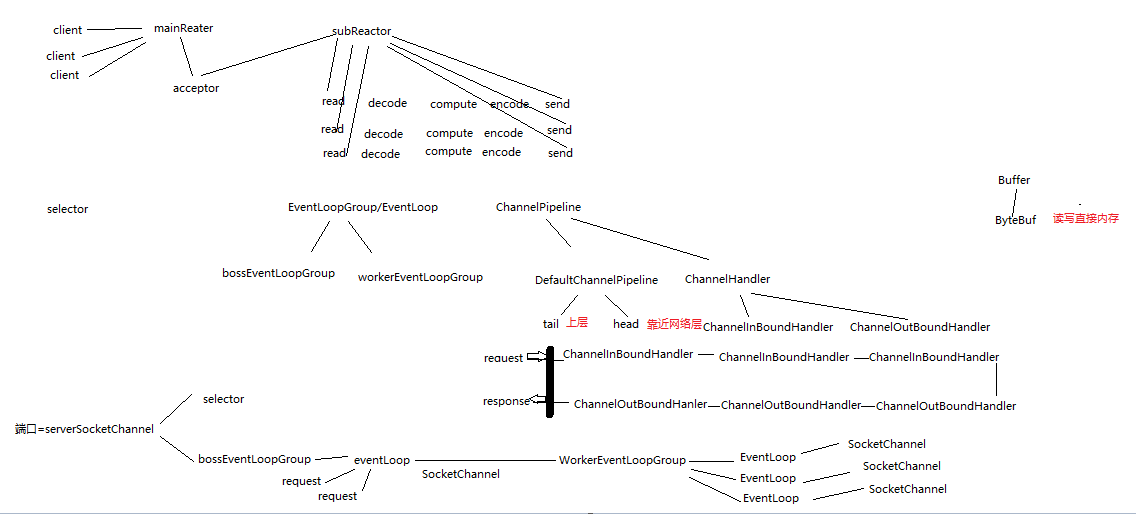 client mainReater subReactor
client
client
acceptor
read decode compute encode send
read decode compute encode send
read decode compute encode send
Buffer
selector EventLoopGroup/EventLoop ChannelPipeline ByteBuf 读写直接内存
bossEventLoopGroup workerEventLoopGroup DefaultChannelPipeline ChannelHandler
tail 上层 head 靠近网络层 ChannelInBoundHandler ChannelOutBoundHandler
request ChannelInBoundHandler ChannelInBoundHandler ChannelInBoundHandler
selector response ChannelOutBoundHanler ChannelOutBoundHandler ChannelOutBoundHandler
端口=serverSocketChannel
bossEventLoopGroup eventLoop SocketChannel WorkerEventLoopGroup EventLoop SocketChannel
request EventLoop SocketChannel
request EventLoop SocketChannel